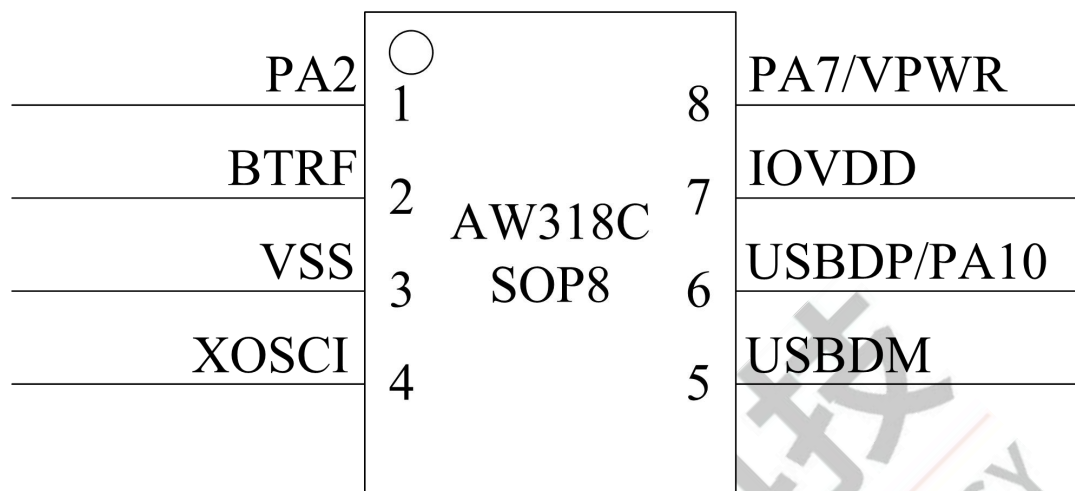 PA2
1
8
PA7/VPWR
BTRF
2
7
IOVDD
AW318C
SOP8
VSS
3
6
USBDP/PA10
XOSCI
4
5
USBDM
技